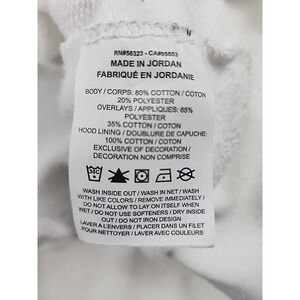 RN#56323 - CA#05553
MADE IN JORDAN
FABRIQUÉ EN JORDANIE
BODY / CORPS: 80% COTTON / COTON
20% POLYESTER
OVERLAYS / APPLIQUES: 65%
POLYESTER
35% COTTON / COTON
HOOD LINING / DOUBLURE DE CAPUCHE:
100% COTTON / COTON
EXCLUSIVE OF DECORATION /
DECORATION NON COMPRISE
WASH INSIDE OUT / WASH IN NET / WASH
WITH LIKE COLORS / REMOVE IMMEDIATELY /
DO NOT ALLOW TO LAY ON ITSELF WHEN
WET / DO NOT USE SOFTENERS / DRY INSIDE
OUT / DO NOT IRON DESIGN
LAVER A L'ENVERS / PLACER DANS UN FILET
POUR NETTOYER / LAVER AVEC COULEURS